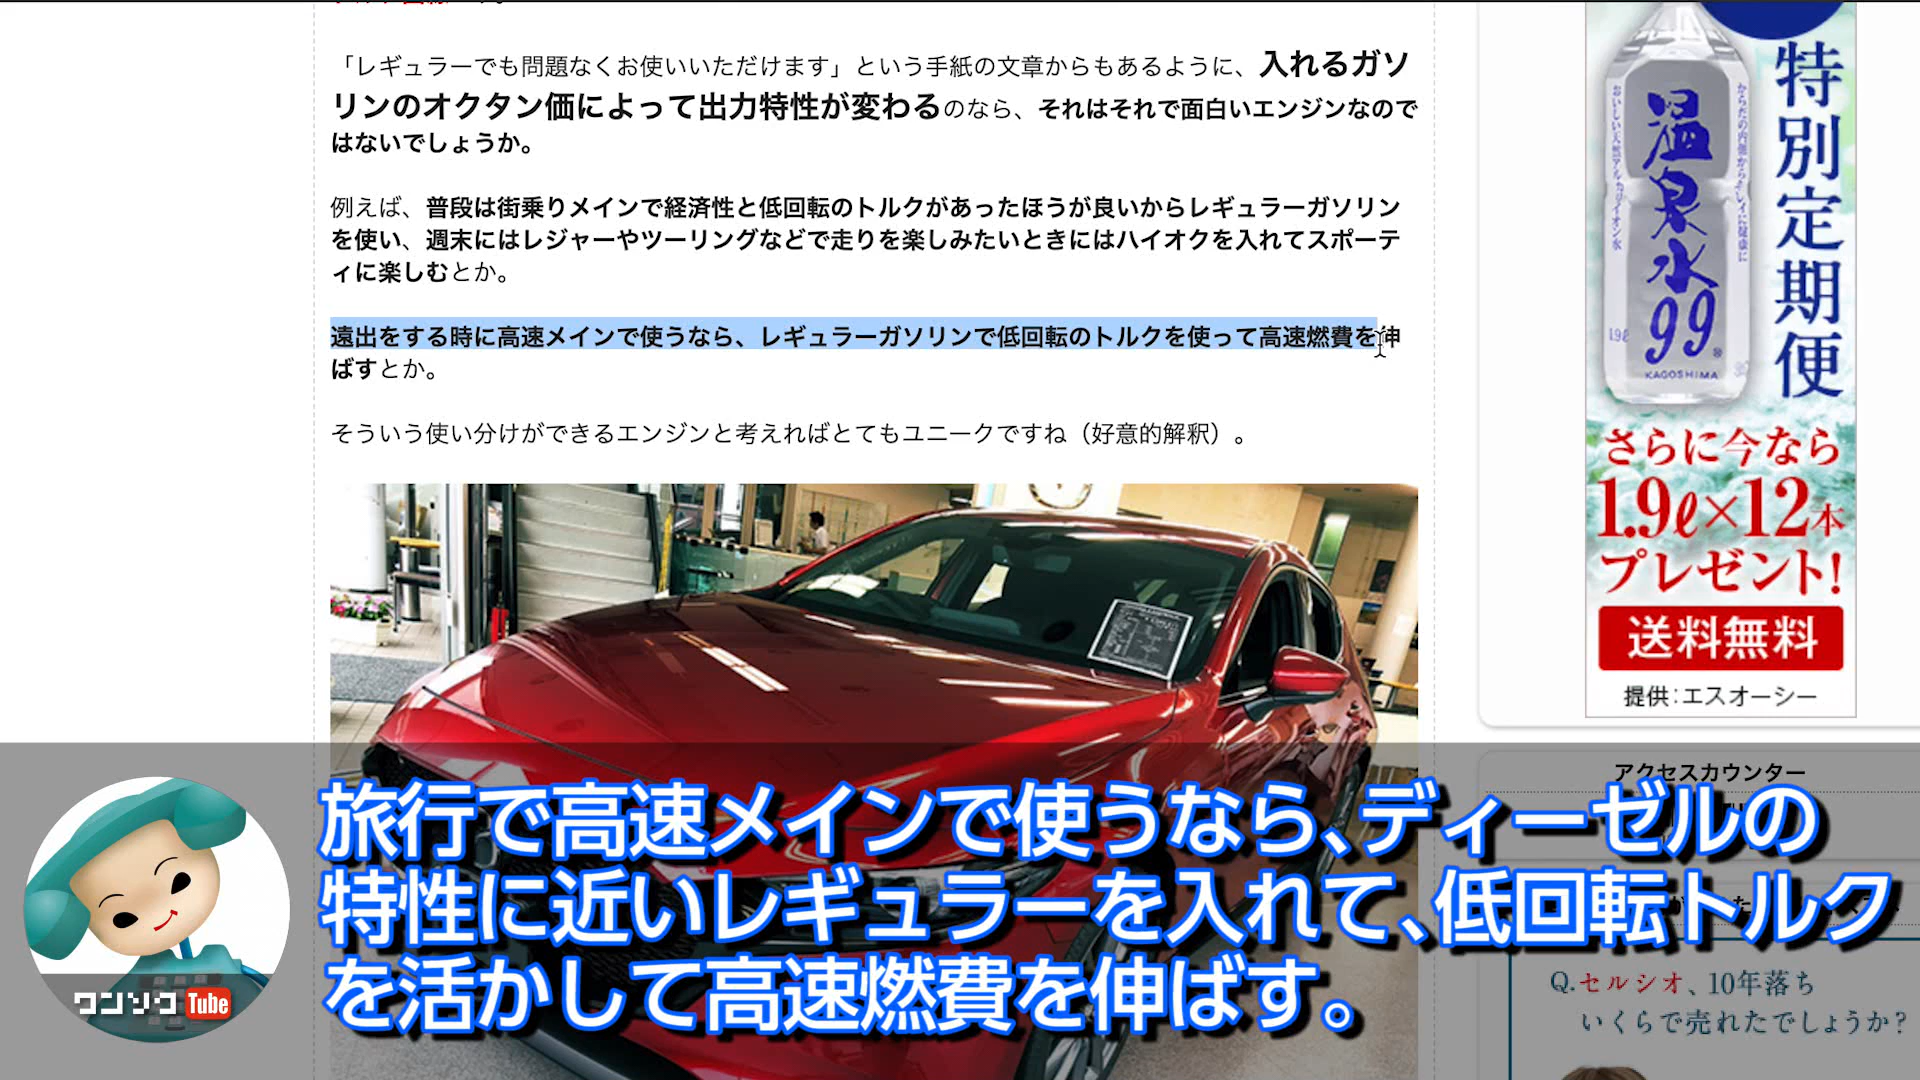 「レギュラーでも問題なくお使いいただけます」という手紙の文章からもあるように、入れるガソ
リンのオクタン価によって出力特性が変わるのなら、それはそれで面白いエンジンなので
はないでしょうか。
例えば、普段は街乗りメインで経済性と低回転のトルクがあったほうが良いからレギュラーガソリン
を使い、週末にはレジャーやツーリングなどで走りを楽しみたいときにはハイオクを入れてスポーテ
ィに楽しむとか。
遠出をする時に高速メインで使うなら、レギュラーガソリンで低回転のトルクを使って高速燃費を伸
ばすとか。
そういう使い分けができるエンジンと考えればとてもユニークですね（好意的解釈）。
特別定期便
温泉水99
KAGOSHIMA
さらに今なら
1.9ℓ×12本
プレゼント!
送料無料
提供：エスオーシー
アクセスカウンター
Q.セルシオ、10年落ち
いくらで売れたでしょうか？
旅行で高速メインで使うなら、ディーゼルの
特性に近いレギュラーを入れて、低回転トルク
を活かして高速燃費を伸ばす。
ワンソクTube